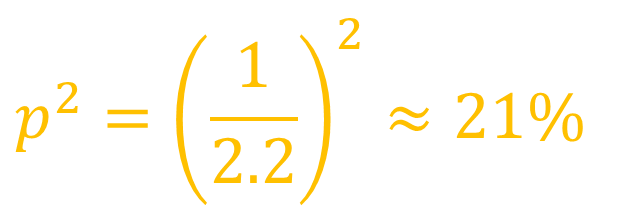 p² = (1/2.2)² ≈ 21%